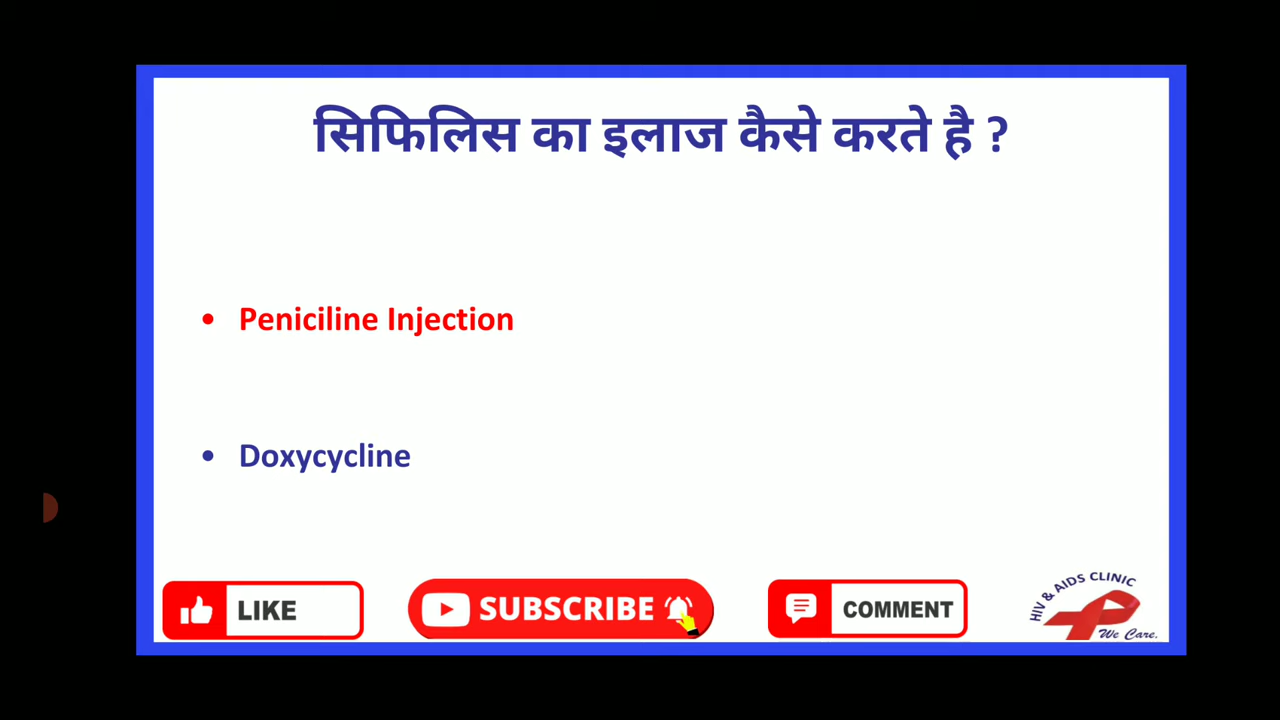 सिफिलिस का इलाज कैसे करते है ?
• Peniciline Injection
• Doxycycline
LIKE
SUBSCRIBE
COMMENT
HIV & AIDS CLINIC
We Care.